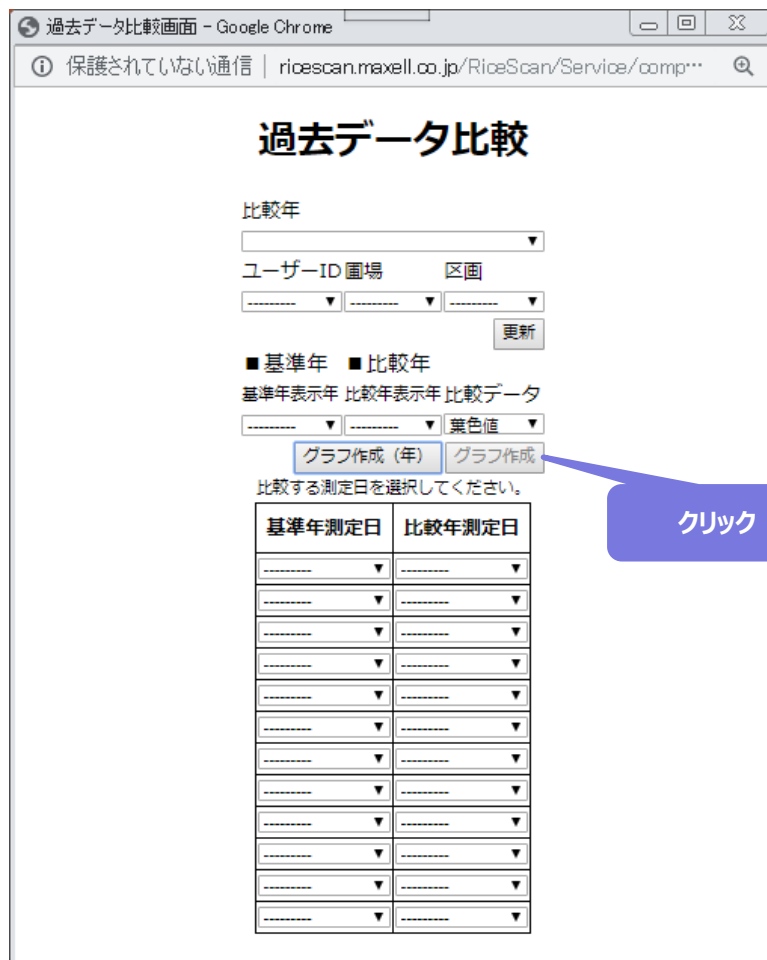 過去データ比較画面 - Google Chrome
保護されていない通信 | ricescan.maxell.co.jp/RiceScan/Service/comp…
過去データ比較
比較年
ユーザーID 圃場 区画
--------- --------- ---------
更新
■基準年 ■比較年
基準年表示年 比較年表示年 比較データ
--------- --------- 葉色値
グラフ作成（年） グラフ作成
比較する測定日を選択してください。
クリック
基準年測定日 比較年測定日
--------- ---------
--------- ---------
--------- ---------
--------- ---------
--------- ---------
--------- ---------
--------- ---------
--------- ---------
--------- ---------
--------- ---------
--------- ---------
--------- ---------